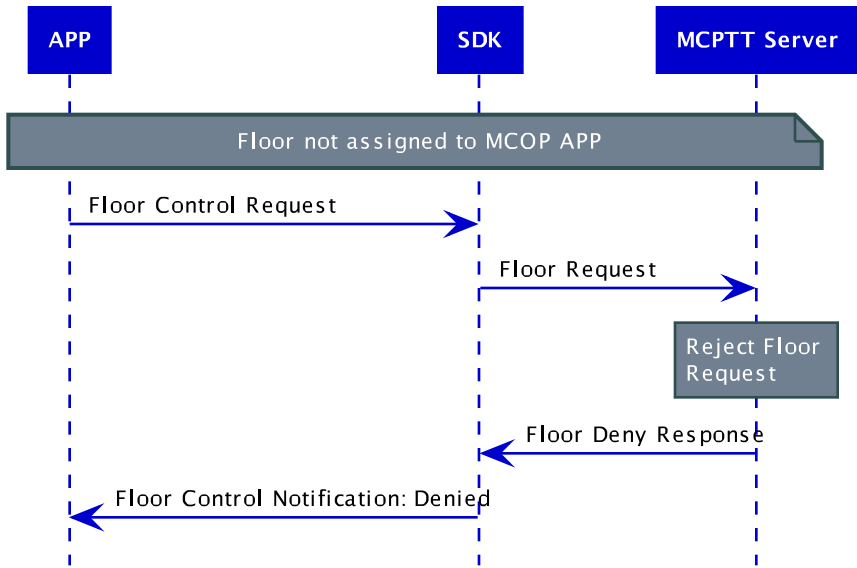 APP SDK MCPTT Server
Floor not assigned to MCOP APP
Floor Control Request
Floor Request
Reject Floor
Request
Floor Deny Response
Floor Control Notification: Denied